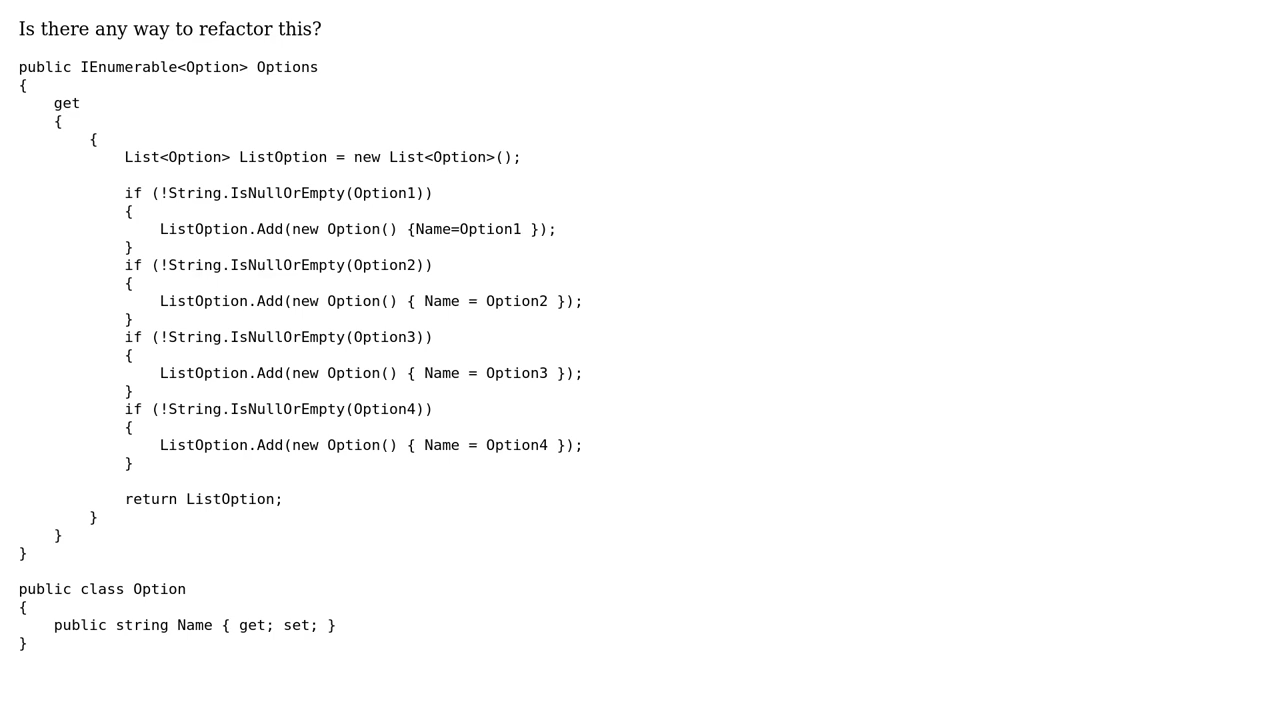 Is there any way to refactor this?
public IEnumerable<Option> Options
{
    get
    {
        {
            List<Option> ListOption = new List<Option>();

            if (!String.IsNullOrEmpty(Option1))
            {
                ListOption.Add(new Option() {Name=Option1 });
            }
            if (!String.IsNullOrEmpty(Option2))
            {
                ListOption.Add(new Option() { Name = Option2 });
            }
            if (!String.IsNullOrEmpty(Option3))
            {
                ListOption.Add(new Option() { Name = Option3 });
            }
            if (!String.IsNullOrEmpty(Option4))
            {
                ListOption.Add(new Option() { Name = Option4 });
            }

            return ListOption;
        }
    }
}

public class Option
{
    public string Name { get; set; }
}